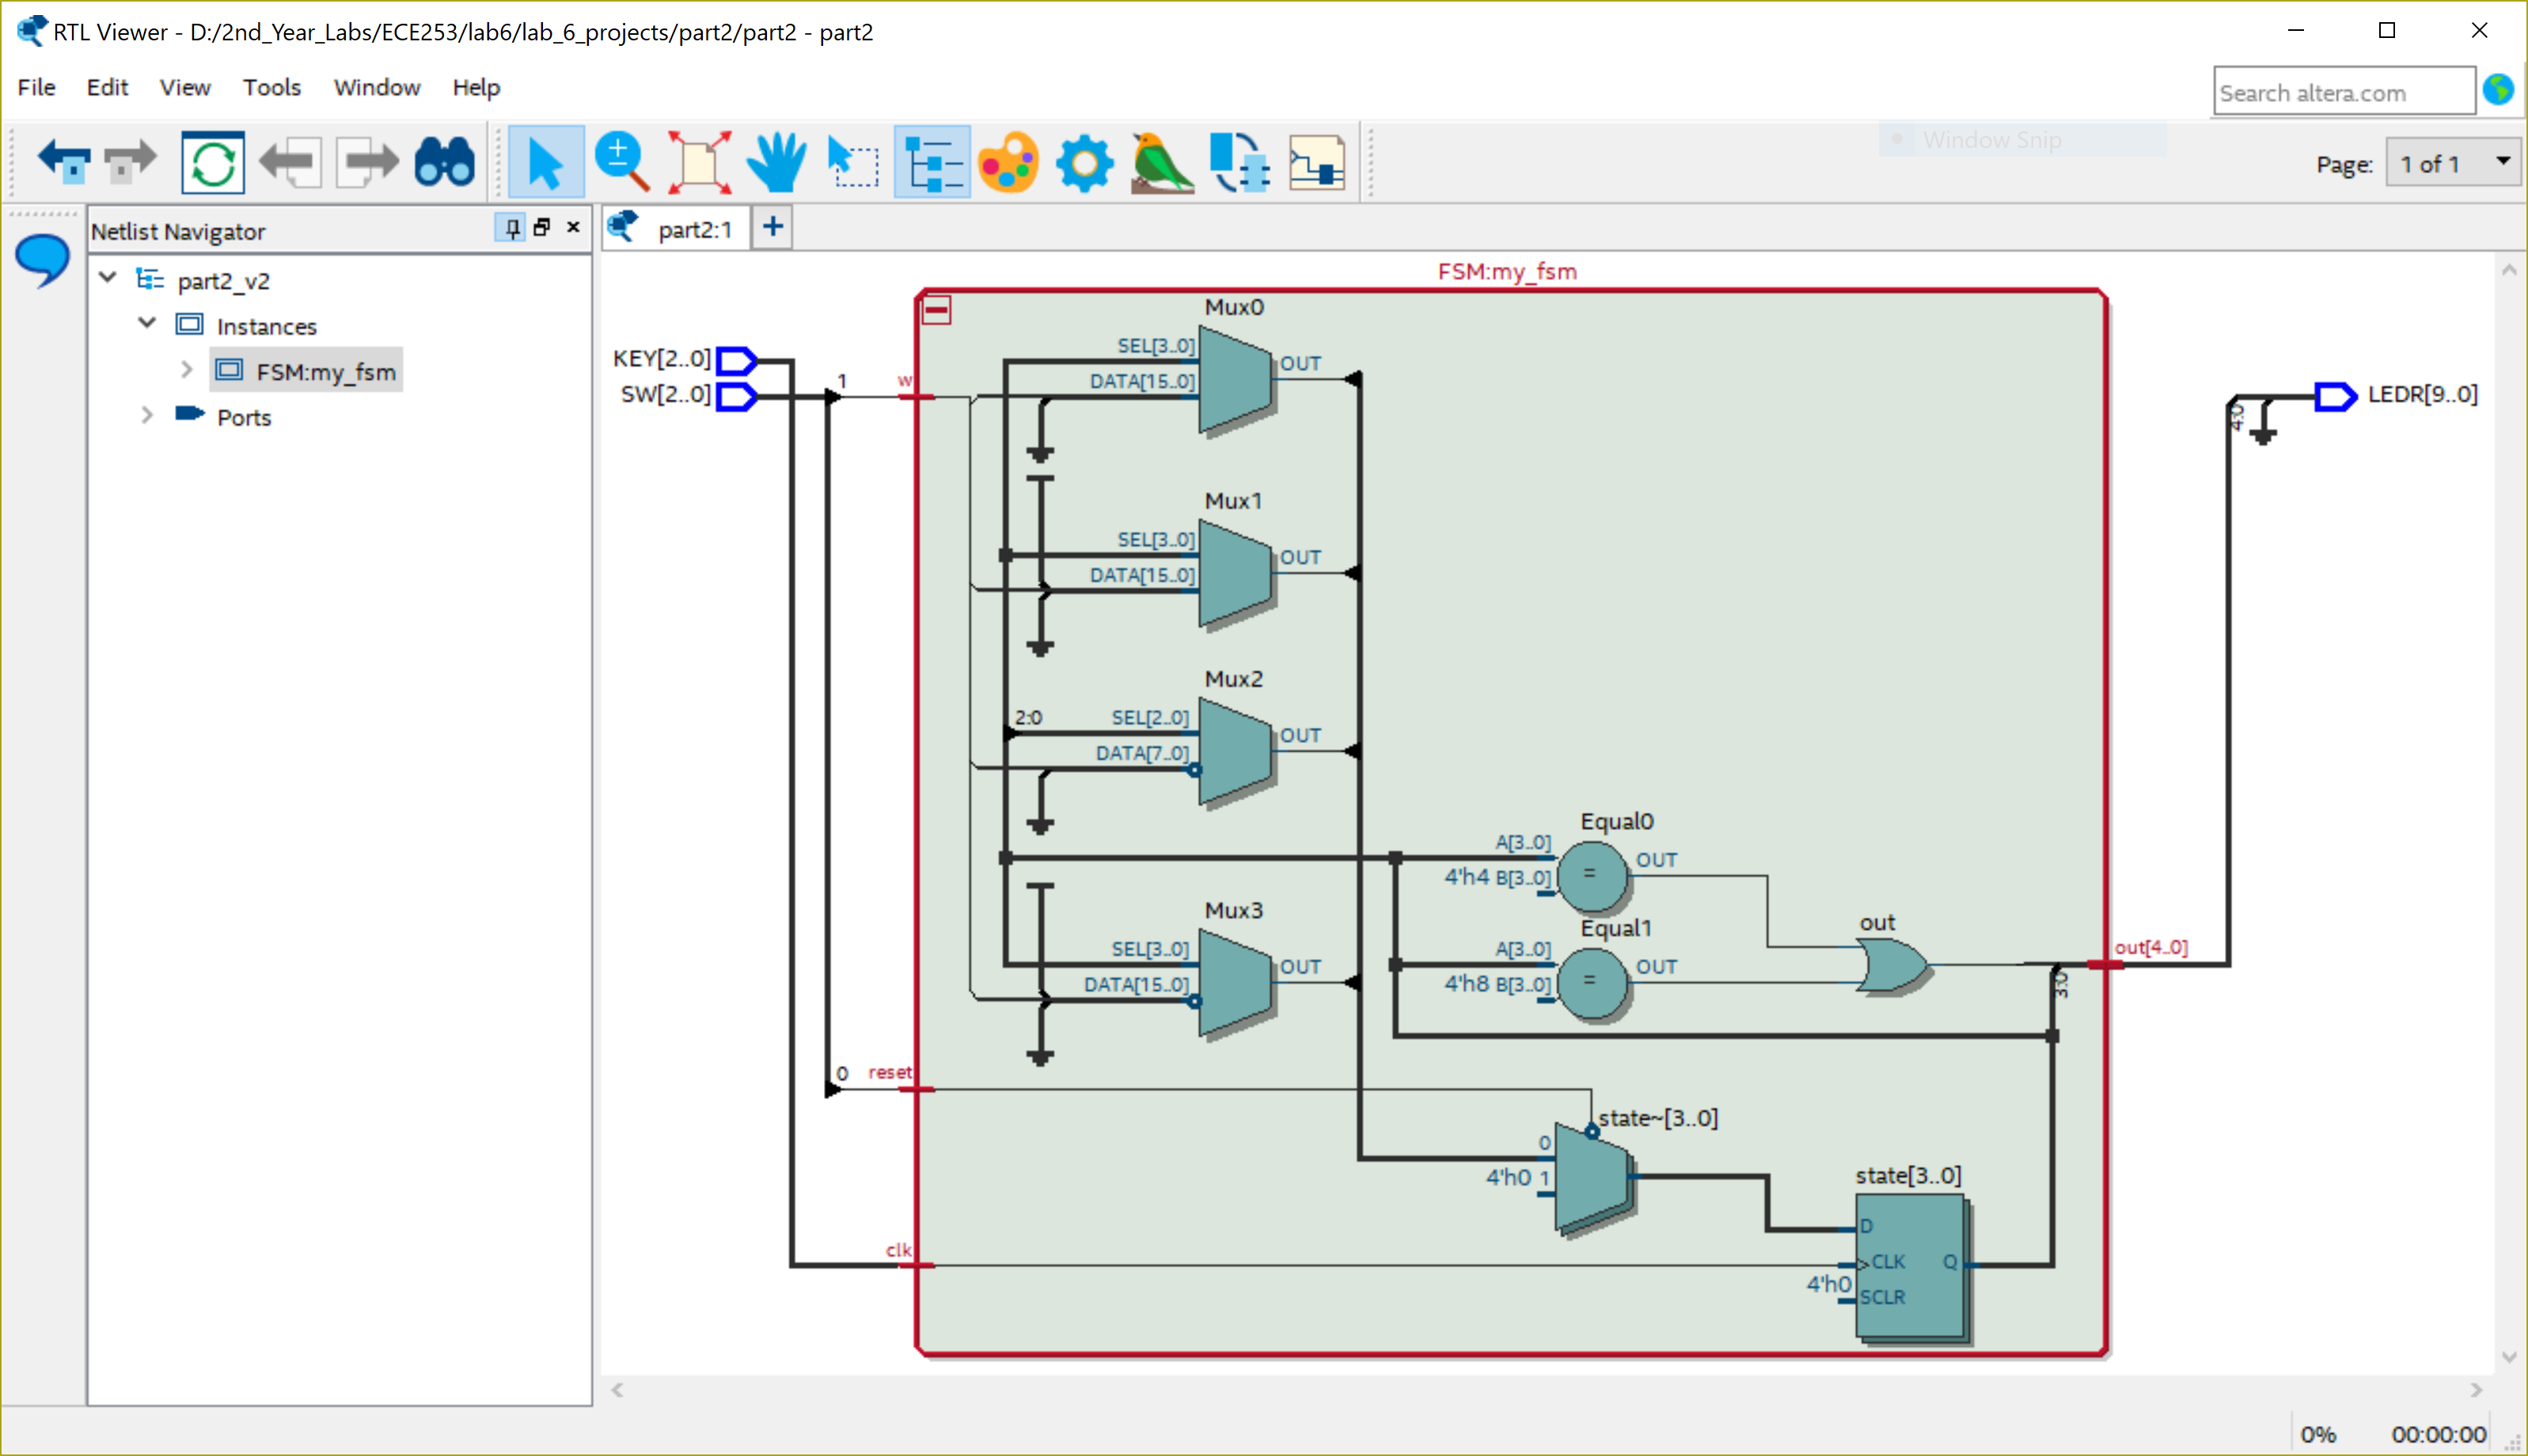 RTL Viewer - D:/2nd_Year_Labs/ECE253/lab6/lab_6_projects/part2/part2 - part2
File Edit View Tools Window Help
Search altera.com
Window Snip
Page: 1 of 1
Netlist Navigator
part2:1
part2_v2
Instances
FSM:my_fsm
Ports
FSM:my_fsm
Mux0
SEL[3..0]
DATA[15..0]
OUT
KEY[2..0]
SW[2..0]
1
w
LEDR[9..0]
4:0
Mux1
SEL[3..0]
DATA[15..0]
OUT
Mux2
2:0
SEL[2..0]
DATA[7..0]
OUT
Equal0
A[3..0]
4'h4 B[3..0]
=
OUT
Mux3
SEL[3..0]
DATA[15..0]
OUT
Equal1
A[3..0]
4'h8 B[3..0]
=
OUT
out
out[4..0]
3:0
0
reset
state~[3..0]
0
4'h0 1
state[3..0]
D
clk
CLK
Q
4'h0
SCLR
0%
00:00:00